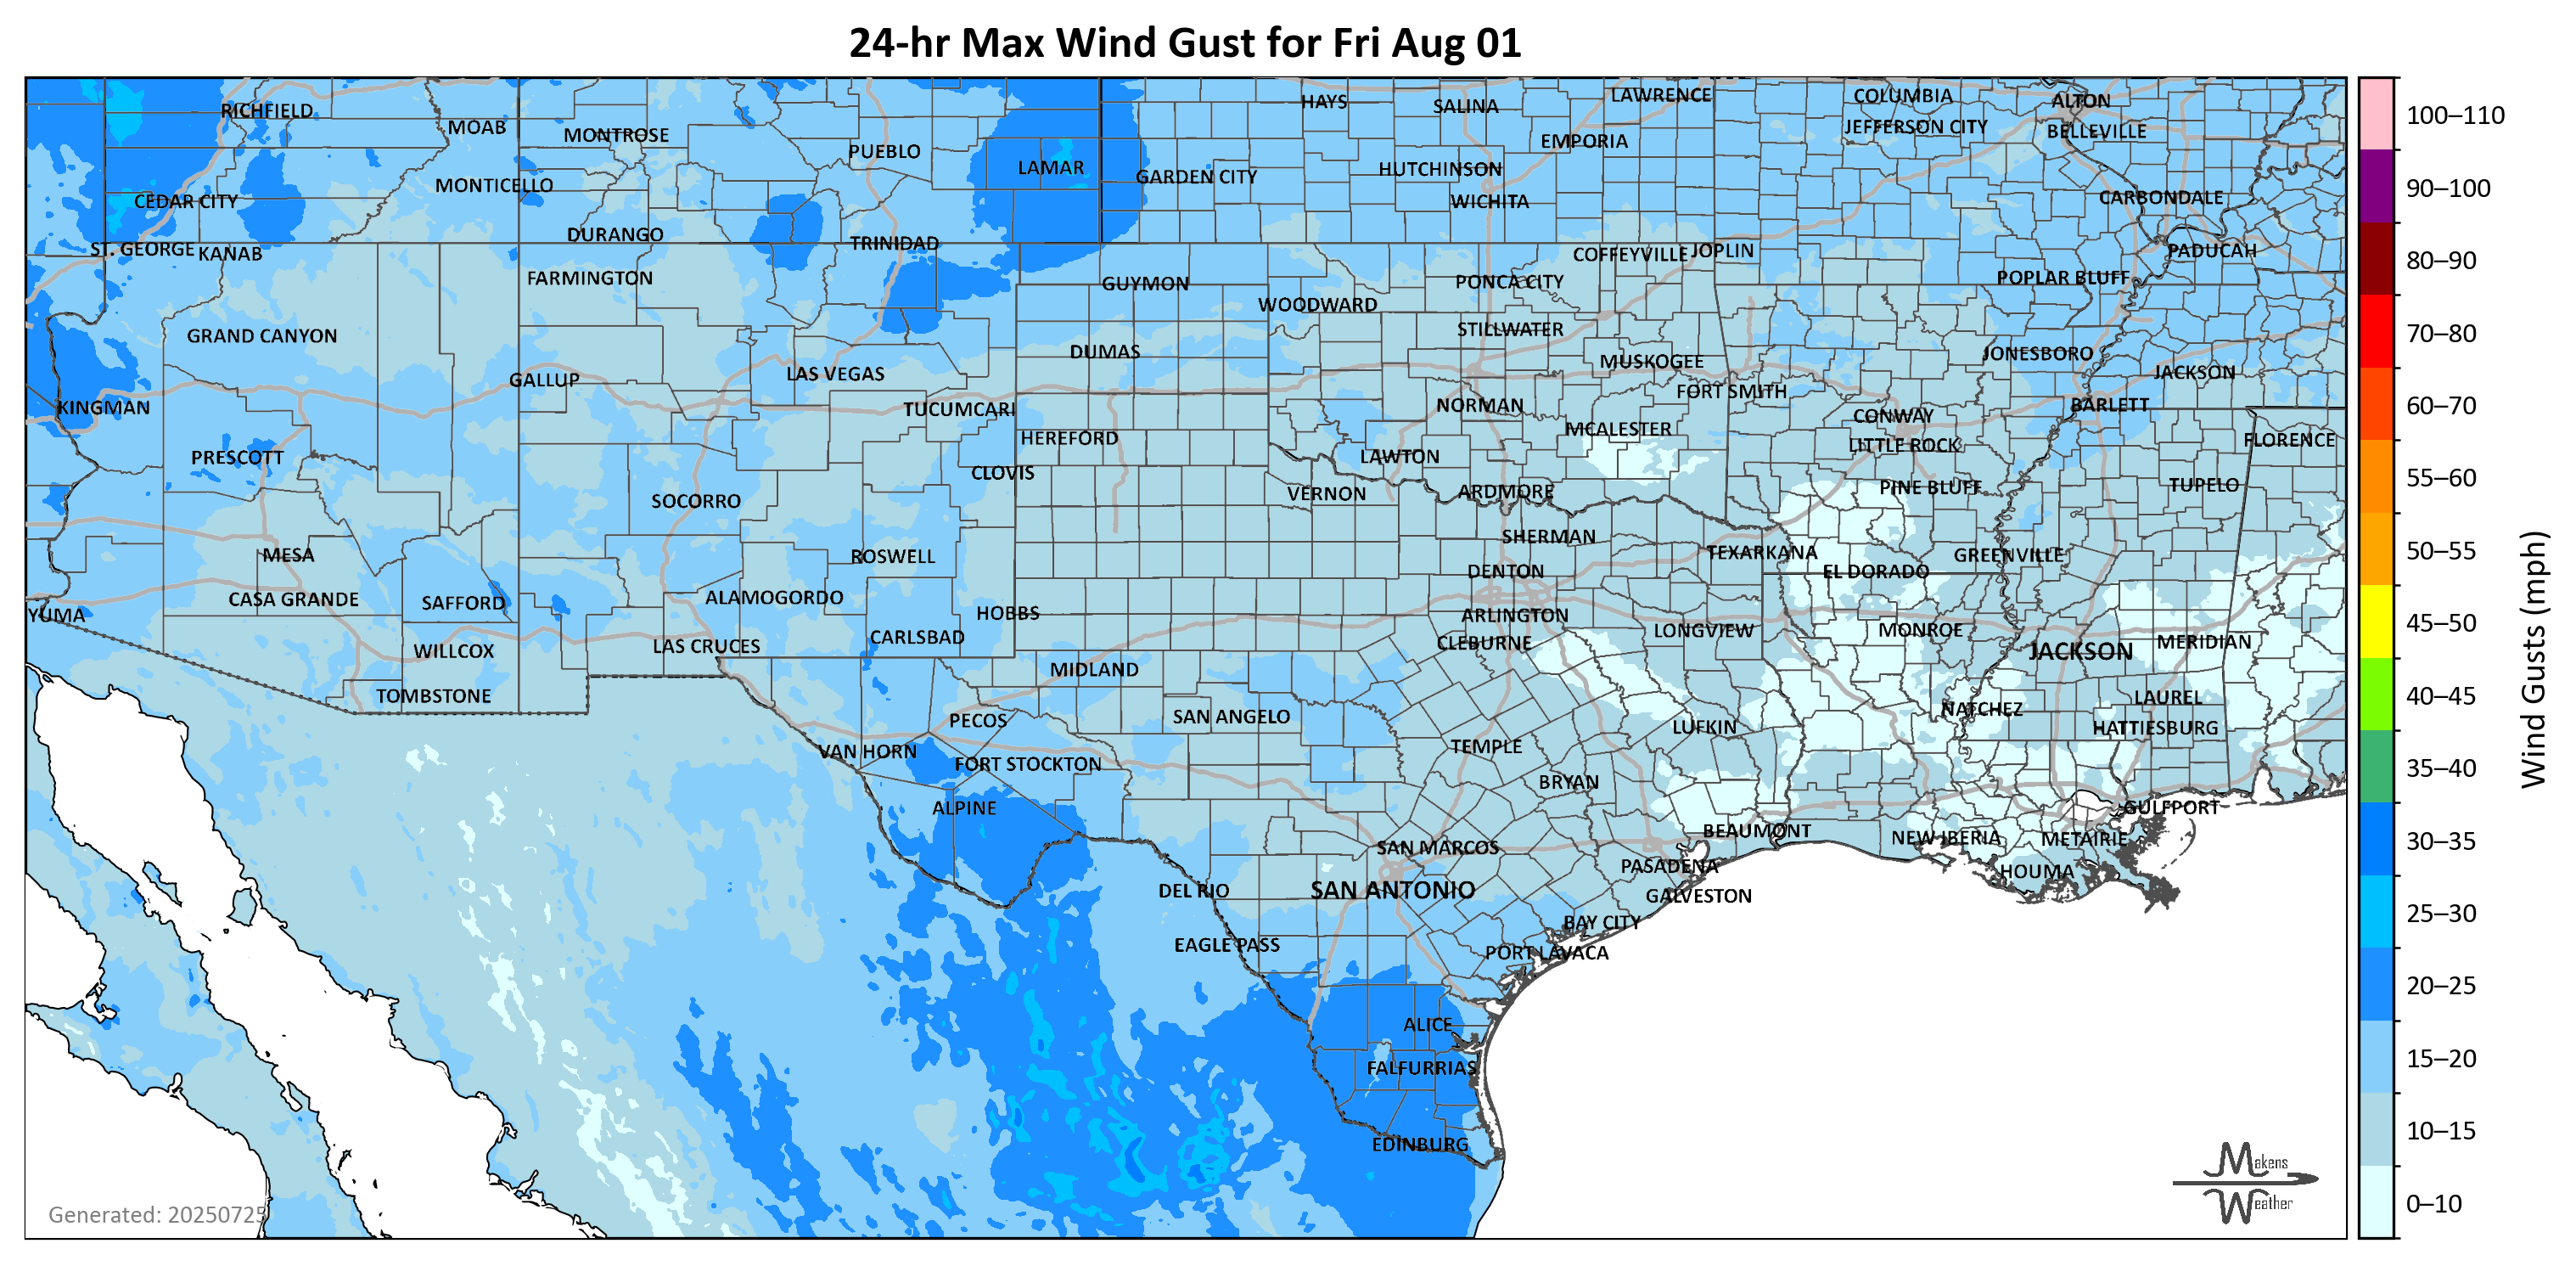 24-hr Max Wind Gust for Fri Aug 01
RICHFIELD
MOAB
MONTROSE
PUEBLO
LAMAR
HAYS
SALINA
LAWRENCE
COLUMBIA
ALTON
JEFFERSON CITY
BELLEVILLE
EMPORIA
HUTCHINSON
GARDEN CITY
WICHITA
MONTICELLO
CEDAR CITY
CARBONDALE
ST. GEORGE
KANAB
DURANGO
TRINIDAD
COFFEYVILLE
JOPLIN
PADUCAH
FARMINGTON
GUYMON
PONCA CITY
POPLAR BLUFF
WOODWARD
GRAND CANYON
STILLWATER
DUMAS
MUSKOGEE
JONESBORO
GALLUP
LAS VEGAS
FORT SMITH
JACKSON
KINGMAN
TUCUMCARI
NORMAN
CONWAY
BARLETT
HEREFORD
MCALESTER
LITTLE ROCK
FLORENCE
PRESCOTT
CLOVIS
LAWTON
SOCORRO
VERNON
ARDMORE
PINE BLUFF
TUPELO
MESA
ROSWELL
SHERMAN
TEXARKANA
GREENVILLE
CASA GRANDE
SAFFORD
ALAMOGORDO
DENTON
EL DORADO
YUMA
HOBBS
ARLINGTON
WILLCOX
LAS CRUCES
CARLSBAD
CLEBURNE
LONGVIEW
MONROE
JACKSON
MERIDIAN
TOMBSTONE
MIDLAND
PECOS
SAN ANGELO
LUFKIN
NATCHEZ
LAUREL
HATTIESBURG
VAN HORN
FORT STOCKTON
TEMPLE
BRYAN
ALPINE
GULFPORT
SAN MARCOS
BEAUMONT
NEW IBERIA
METAIRIE
DEL RIO
SAN ANTONIO
PASADENA
GALVESTON
HOUMA
EAGLE PASS
BAY CITY
PORT LAVACA
ALICE
FALFURRIAS
EDINBURG
Generated: 20250725
Makens
Weather
100–110
90–100
80–90
70–80
60–70
55–60
50–55
45–50
40–45
35–40
30–35
25–30
20–25
15–20
10–15
0–10
Wind Gusts (mph)